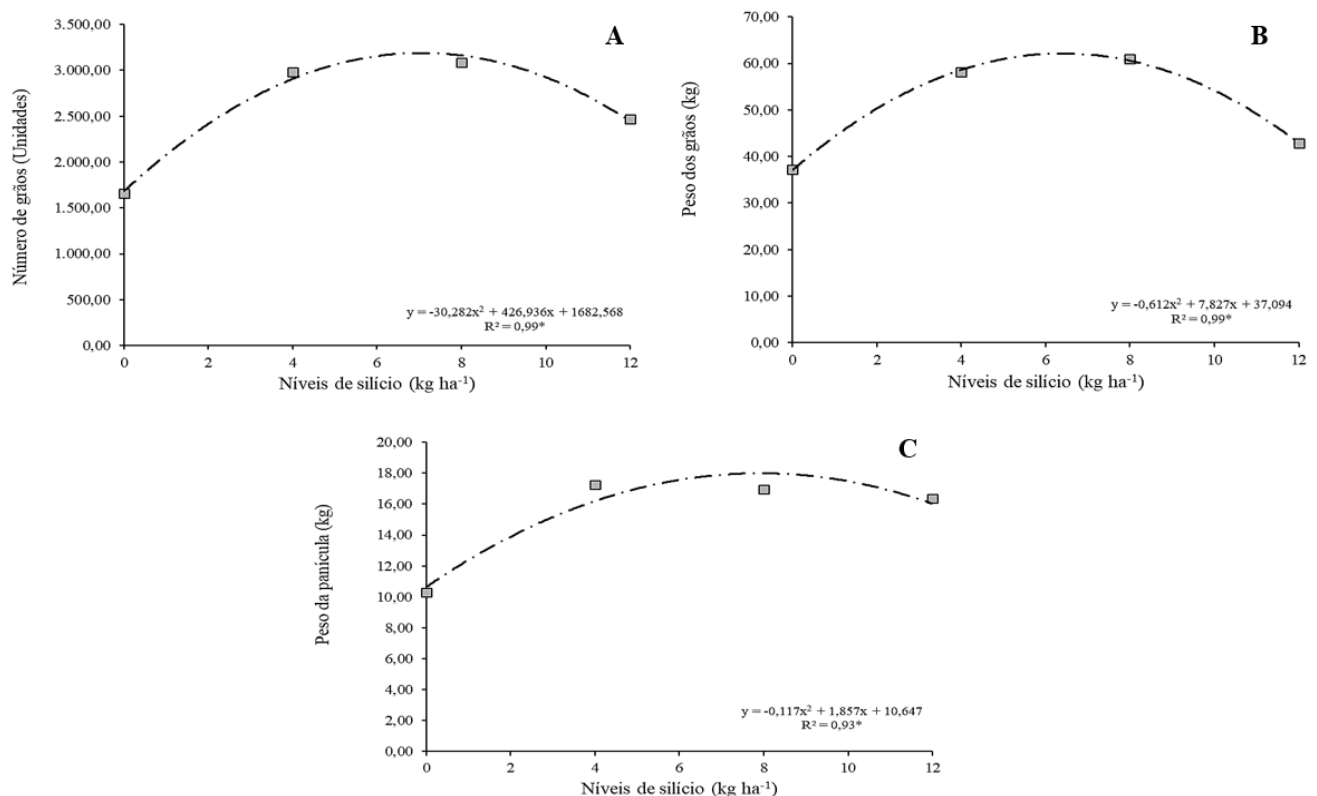 A
Número de grãos (Unidades)
3.500,00
3.000,00
2.500,00
2.000,00
1.500,00
1.000,00
500,00
0,00
y = -30,282x² + 426,936x + 1682,568
R² = 0,99*
0 2 4 6 8 10 12
Níveis de silício (kg ha⁻¹)
B
Peso dos grãos (kg)
70,00
60,00
50,00
40,00
30,00
20,00
10,00
0,00
y = -0,612x² + 7,827x + 37,094
R² = 0,99*
0 2 4 6 8 10 12
Níveis de silício (kg ha⁻¹)
C
Peso da panícula (kg)
20,00
18,00
16,00
14,00
12,00
10,00
8,00
6,00
4,00
2,00
0,00
y = -0,117x² + 1,857x + 10,647
R² = 0,93*
0 2 4 6 8 10 12
Níveis de silício (kg ha⁻¹)